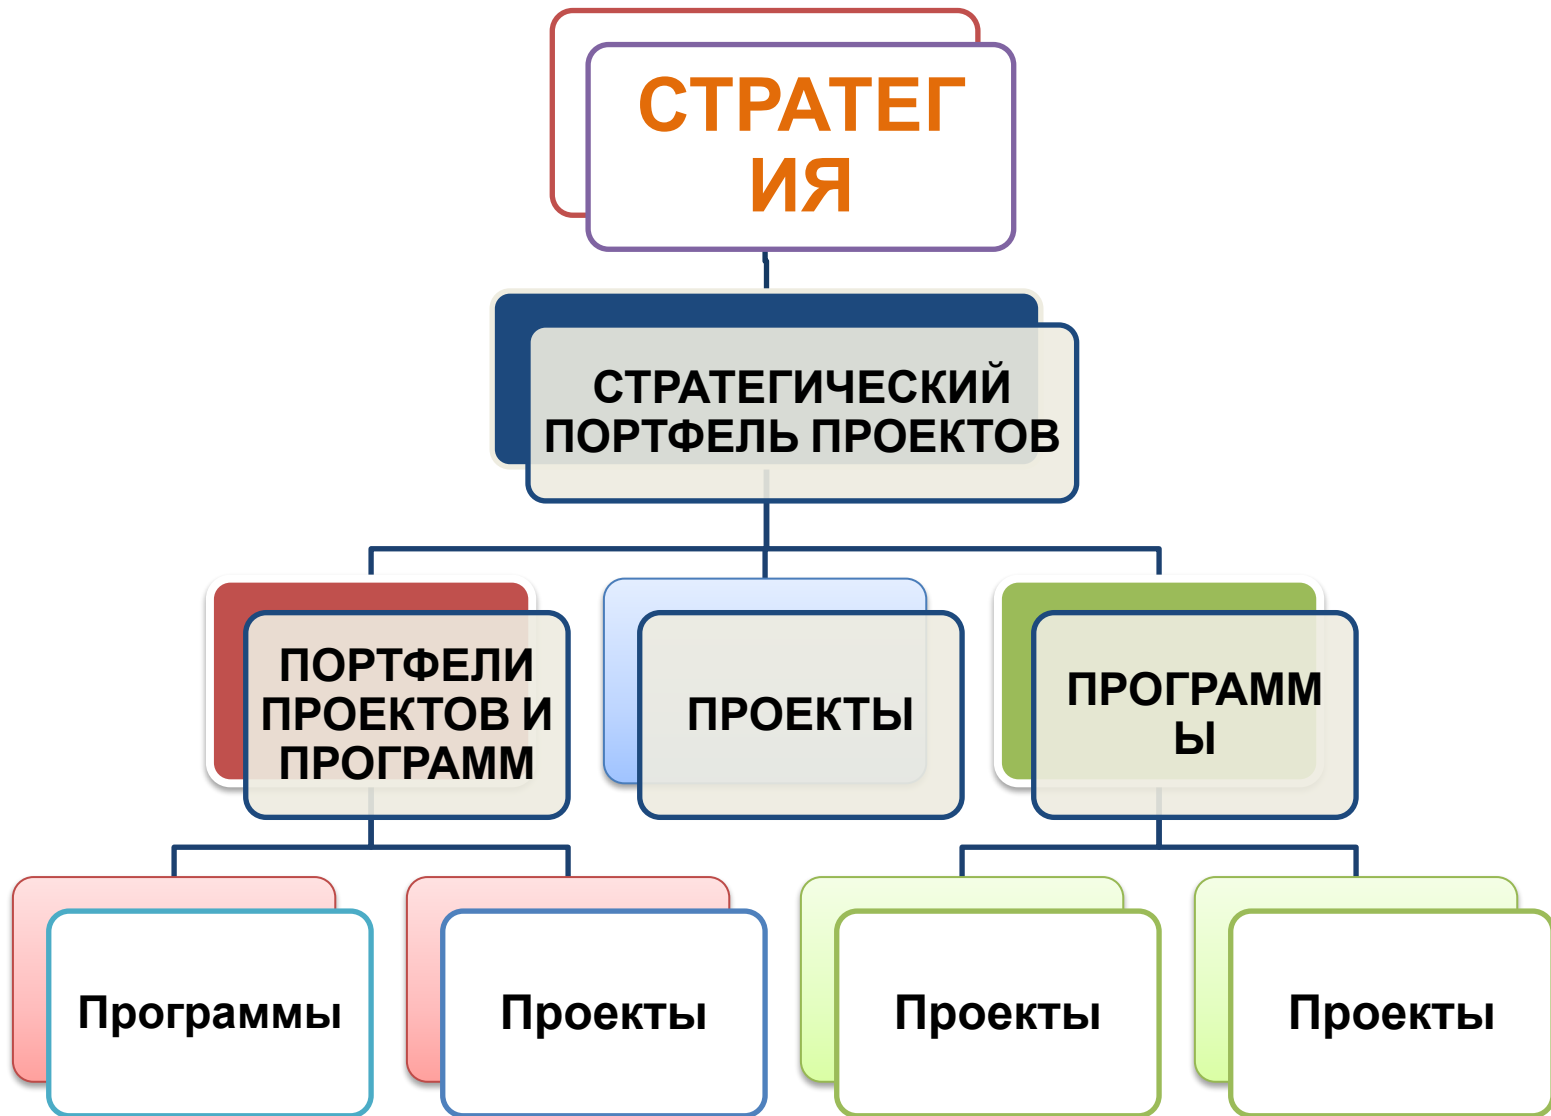 СТРАТЕГ
ИЯ
СТРАТЕГИЧЕСКИЙ
ПОРТФЕЛЬ ПРОЕКТОВ
ПОРТФЕЛИ
ПРОЕКТОВ И
ПРОГРАММ
ПРОЕКТЫ
ПРОГРАММ
Ы
Программы
Проекты
Проекты
Проекты